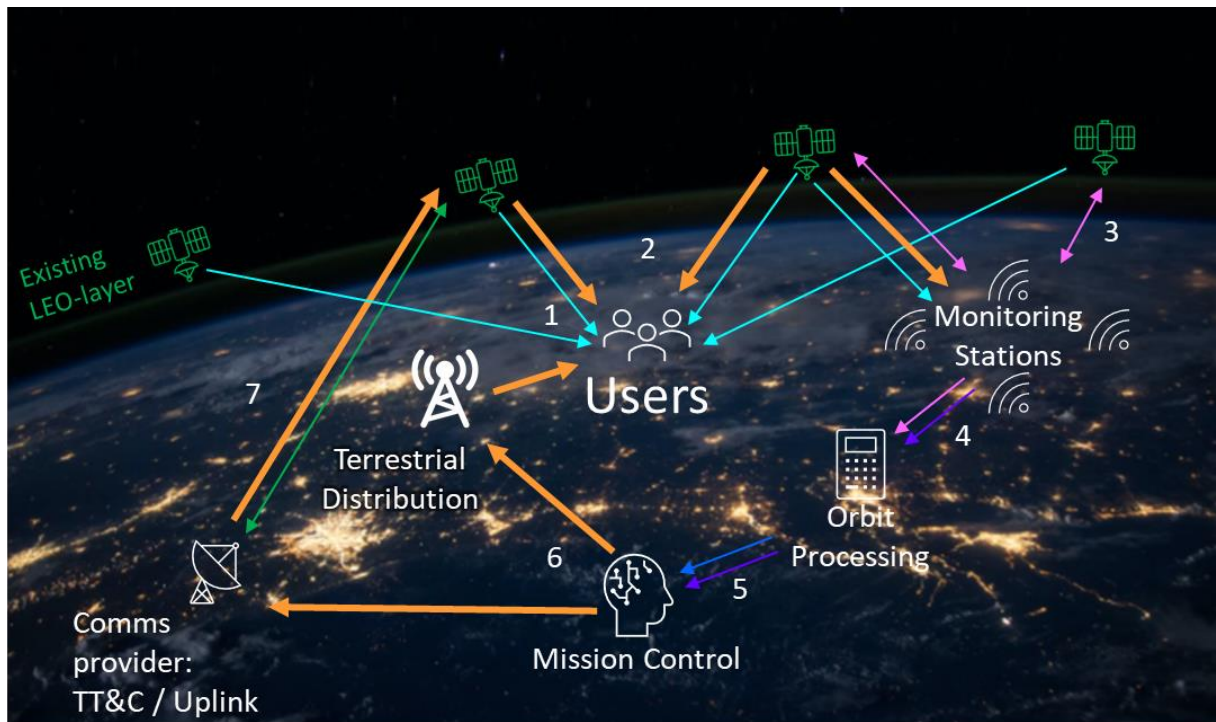 Existing
LEO-layer
1
2
3
Users
Monitoring
Stations
7
Terrestrial
Distribution
4
Orbit
Processing
6
5
Mission Control
Comms
provider:
TT&C / Uplink